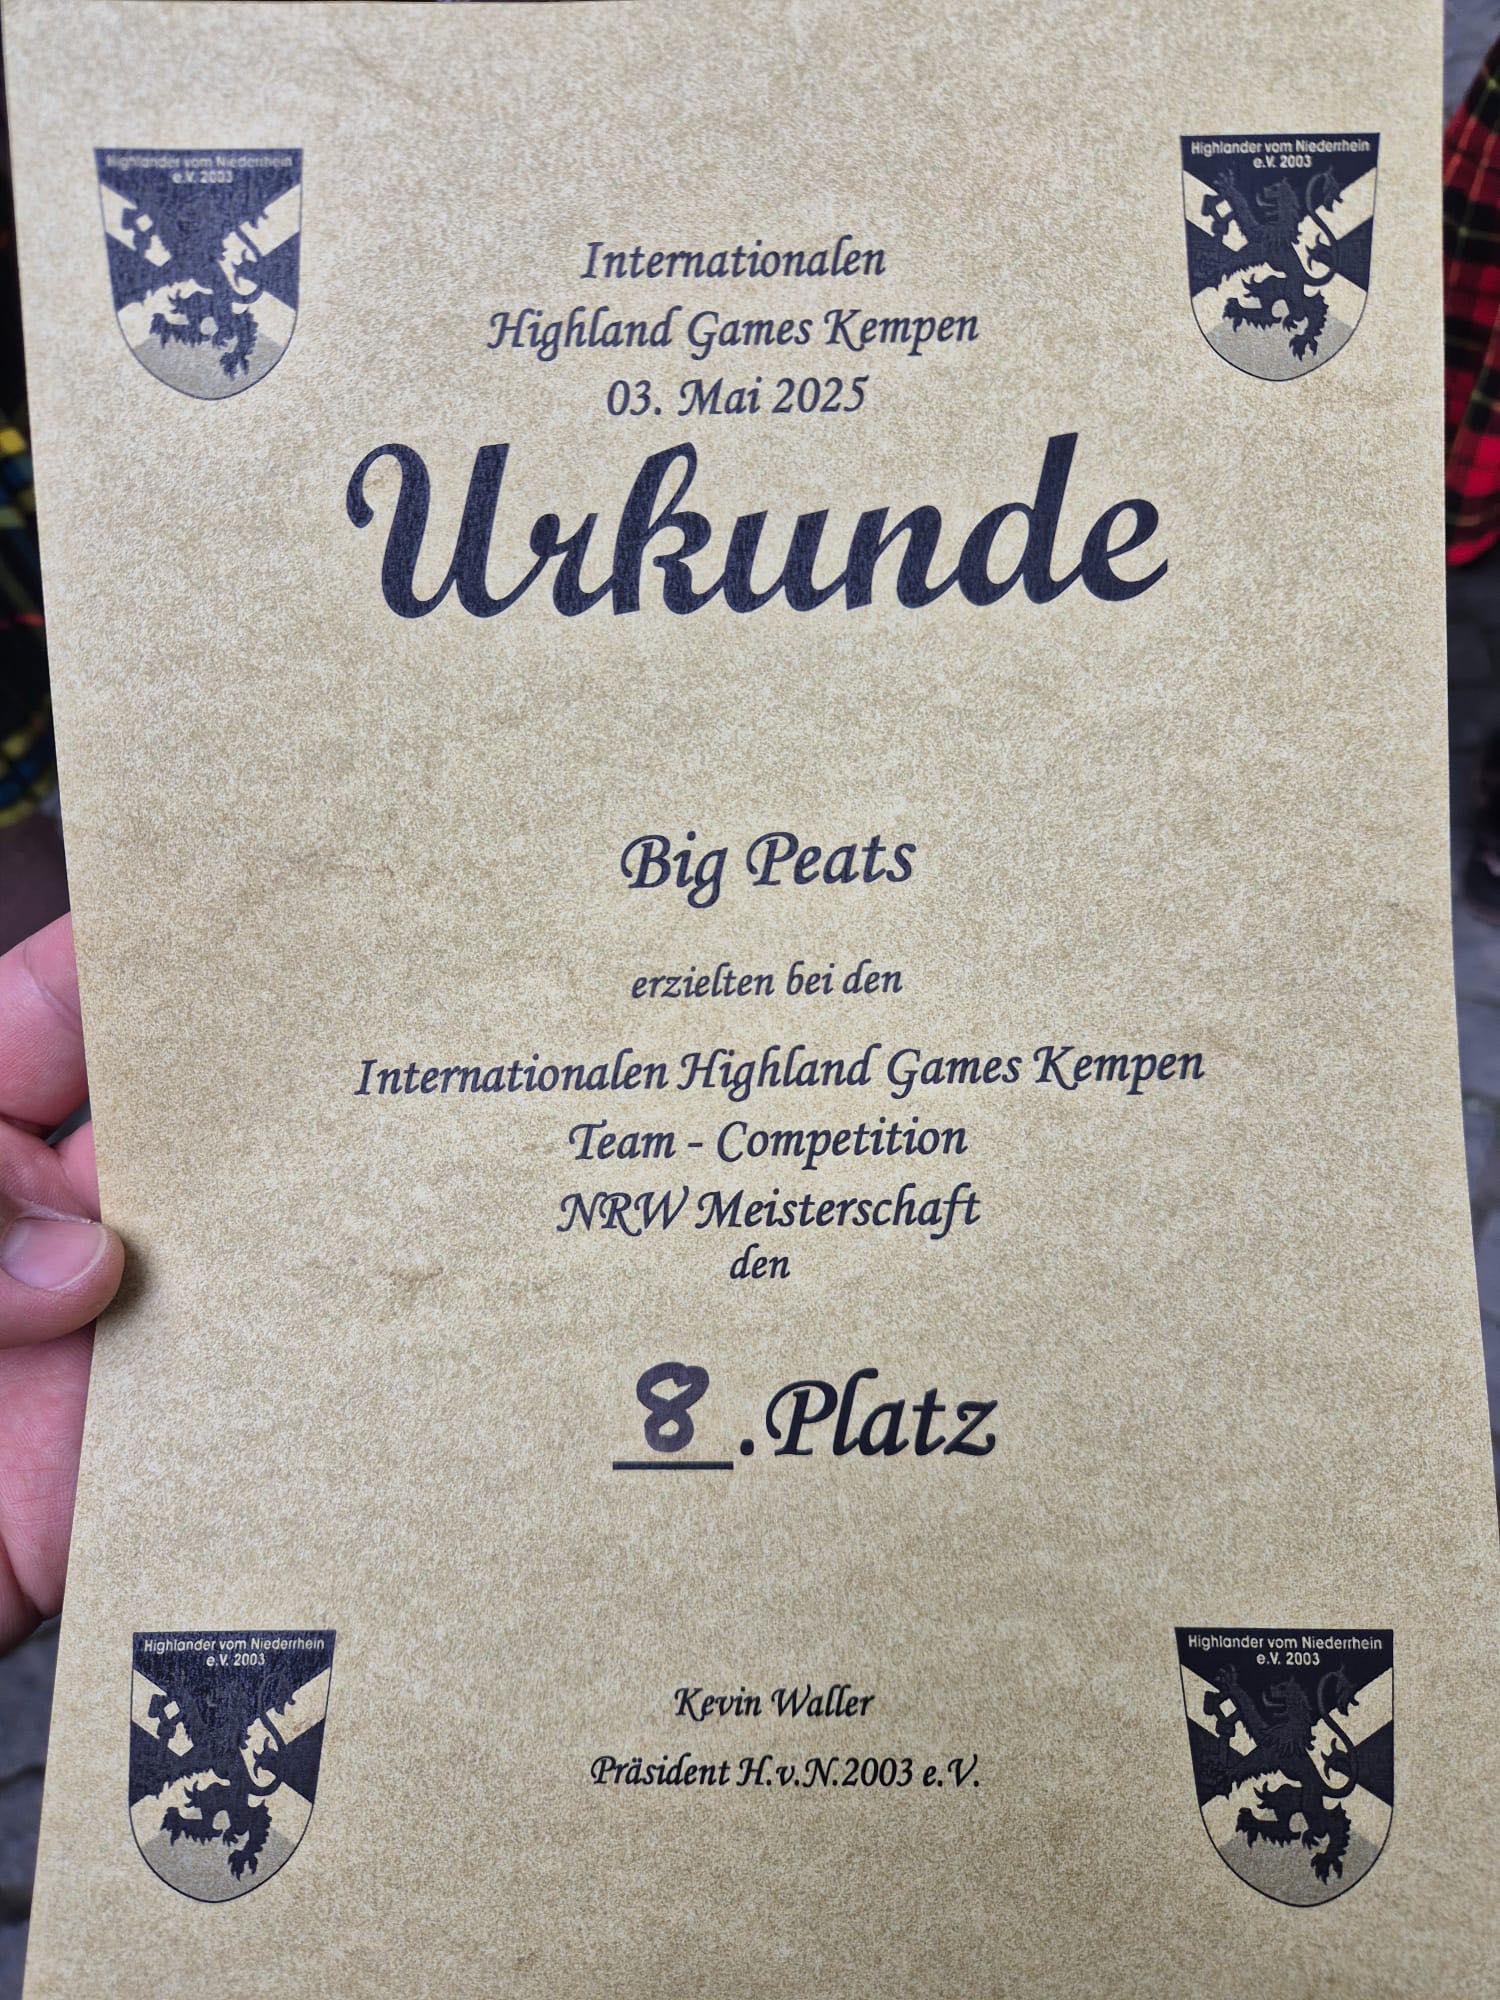 Highlander vom Niederrhein
e.V. 2003
Highlander vom Niederrhein
e.V. 2003
Internationalen
Highland Games Kempen
03. Mai 2025
Urkunde
Big Peats
erzielten bei den
Internationalen Highland Games Kempen
Team - Competition
NRW Meisterschaft
den
8.Platz
Highlander vom Niederrhein
e.V. 2003
Highlander vom Niederrhein
e.V. 2003
Kevin Waller
Präsident H.v.N.2003 e.V.